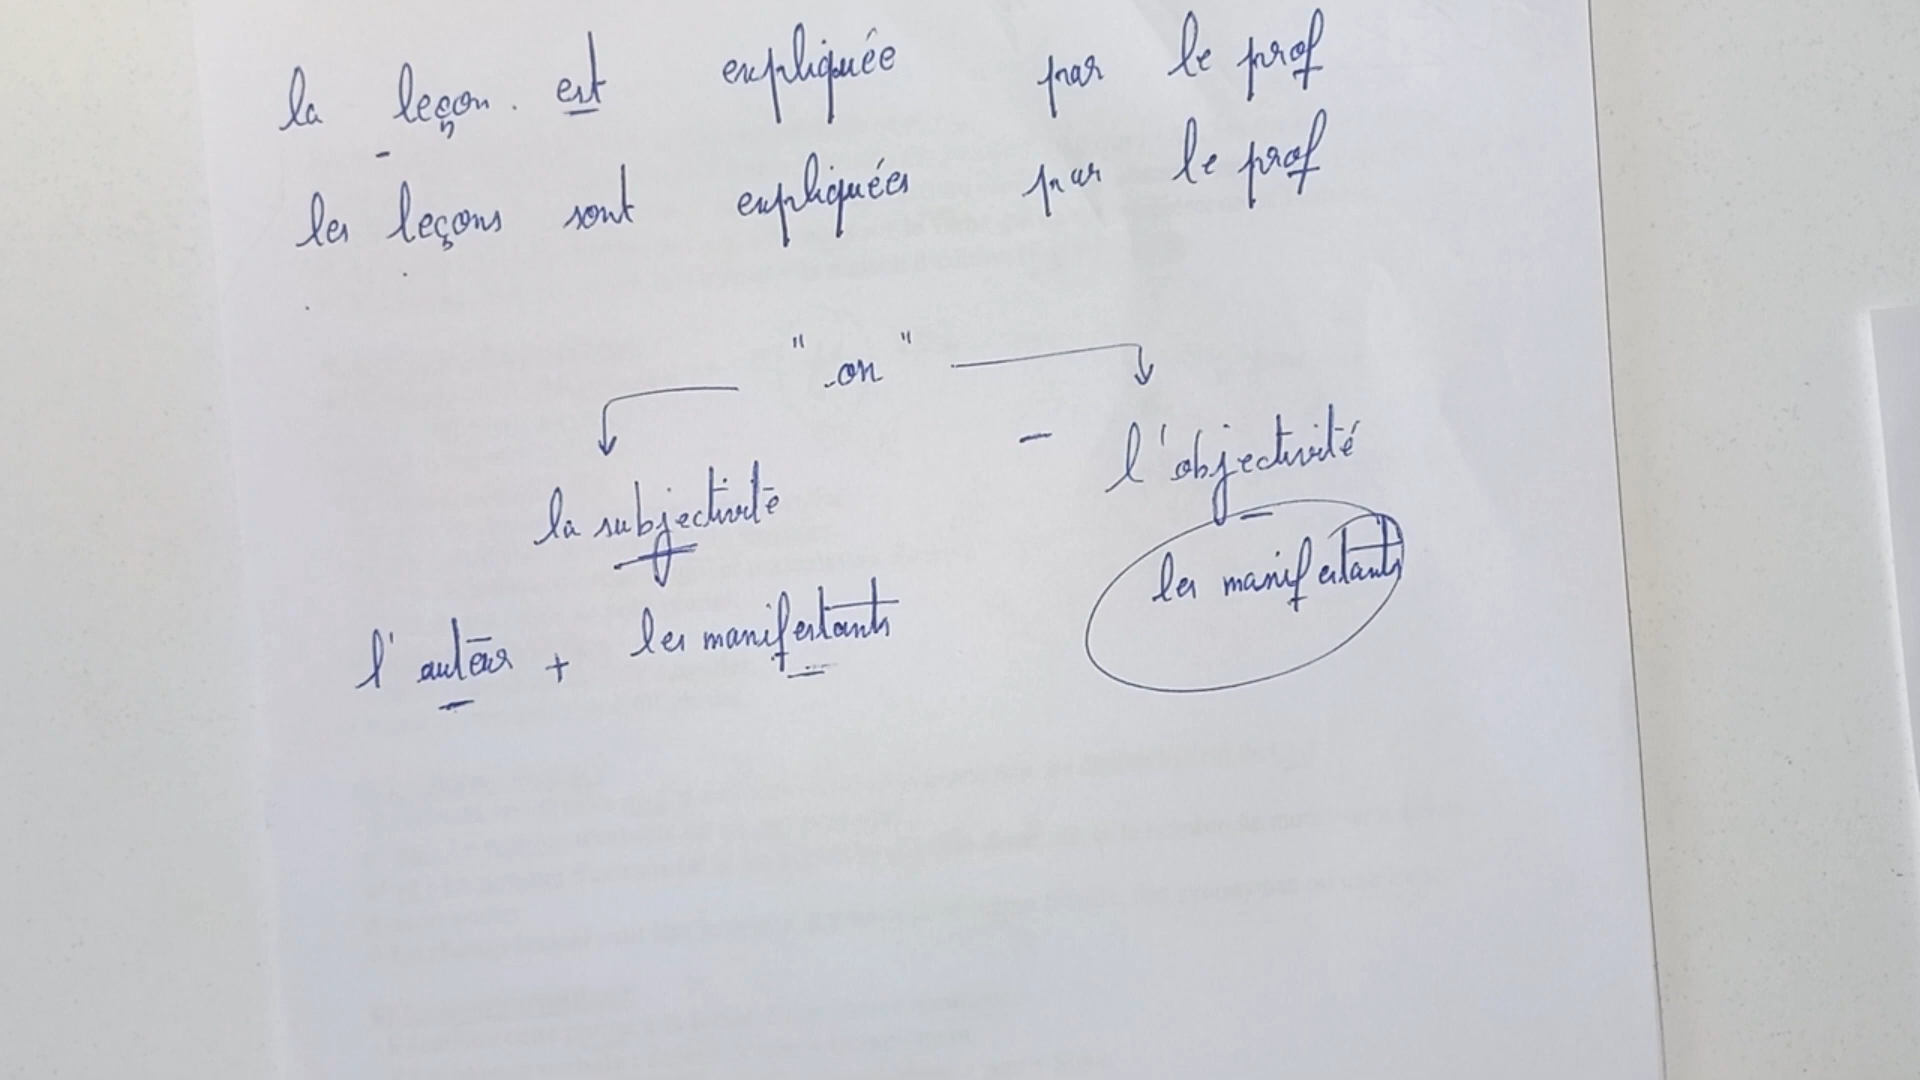 la leçon. est expliquée par le prof
les leçons sont expliquées par le prof
"on"
la subjectivité - l'objectivité
l'auteur + les manifestants les manifestants